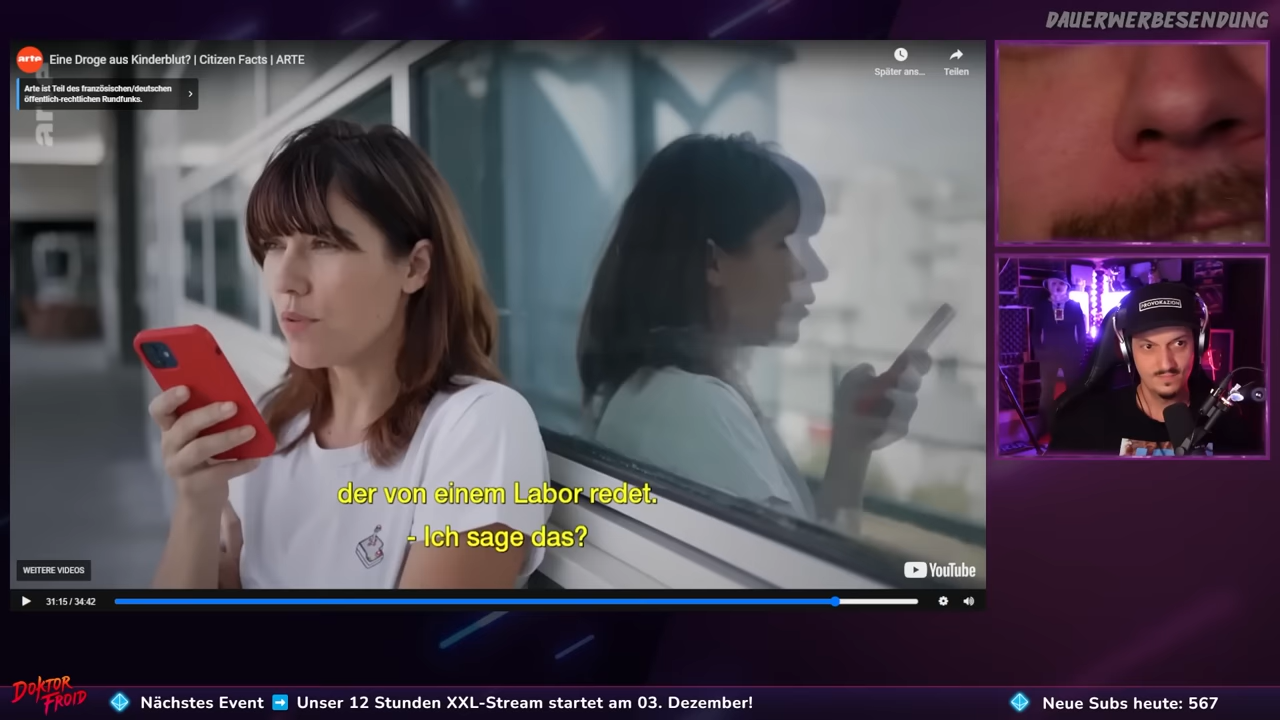 DAUERWERBESENDUNG
arte
Eine Droge aus Kinderblut? | Citizen Facts | ARTE
Später ans...
Teilen
Arte ist Teil des französischen/deutschen
öffentlich-rechtlichen Rundfunks.
ar
PROVOKAZION
der von einem Labor redet.
- Ich sage das?
WEITERE VIDEOS
YouTube
31:15 / 34:42
DOKTOR
FROID
Nächstes Event ➡ Unser 12 Stunden XXL-Stream startet am 03. Dezember!
Neue Subs heute: 567